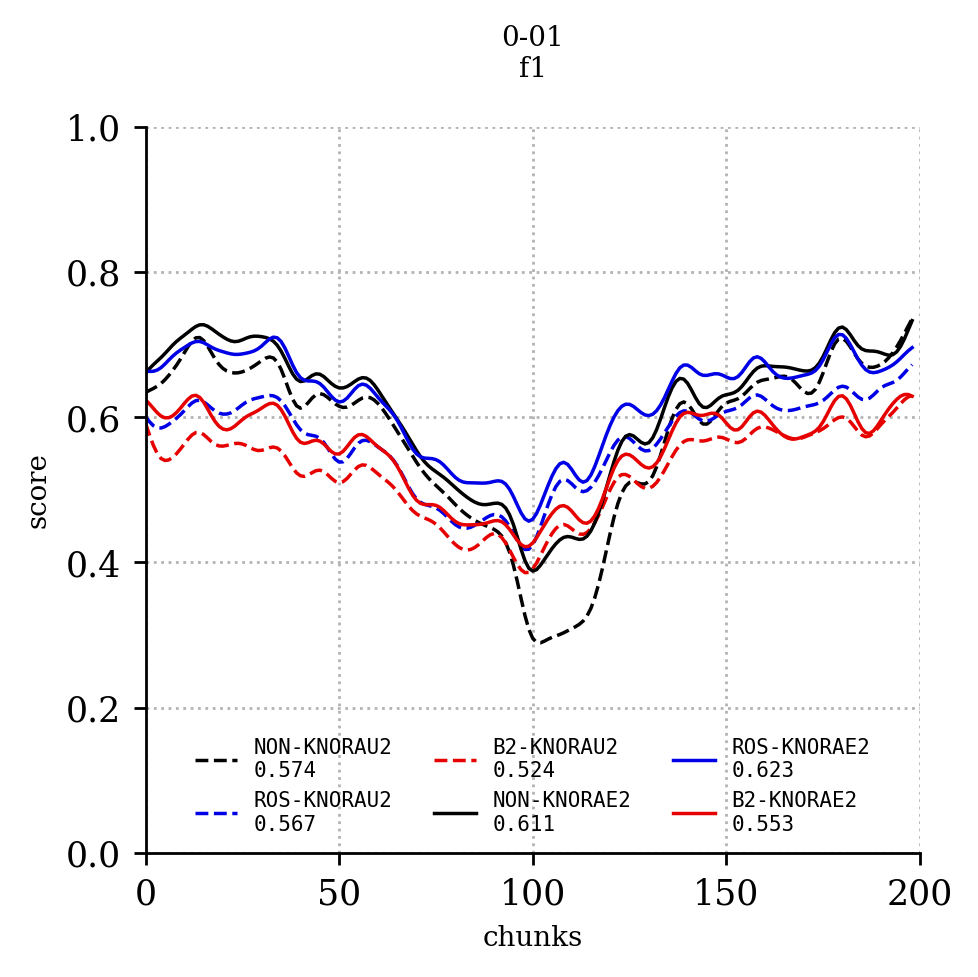 0-01
f1
1.0
0.8
0.6
0.4
0.2
0.0
score
NON-KNORAU2
0.574
ROS-KNORAU2
0.567
B2-KNORAU2
0.524
NON-KNORAE2
0.611
ROS-KNORAE2
0.623
B2-KNORAE2
0.553
0 50 100 150 200
chunks